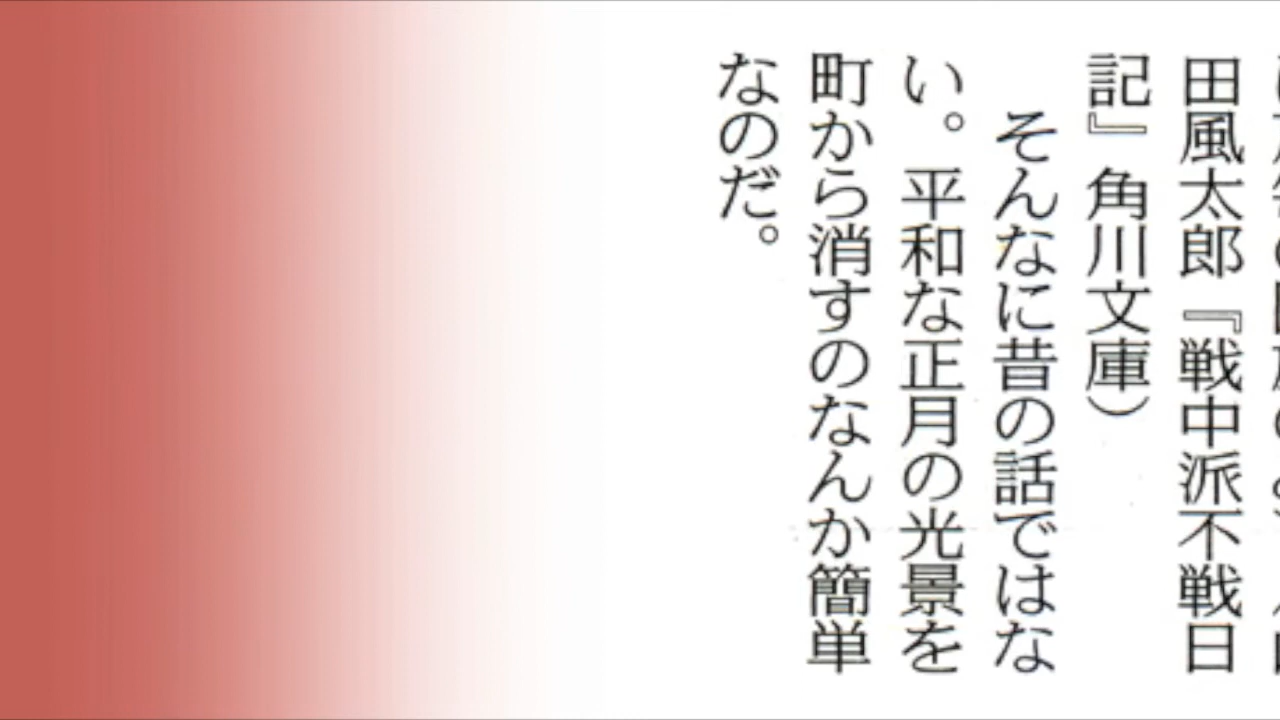 田風太郎『戦中派不戦日
記』角川文庫）
そんなに昔の話ではな
い。平和な正月の光景を
町から消すのなんか簡単
なのだ。